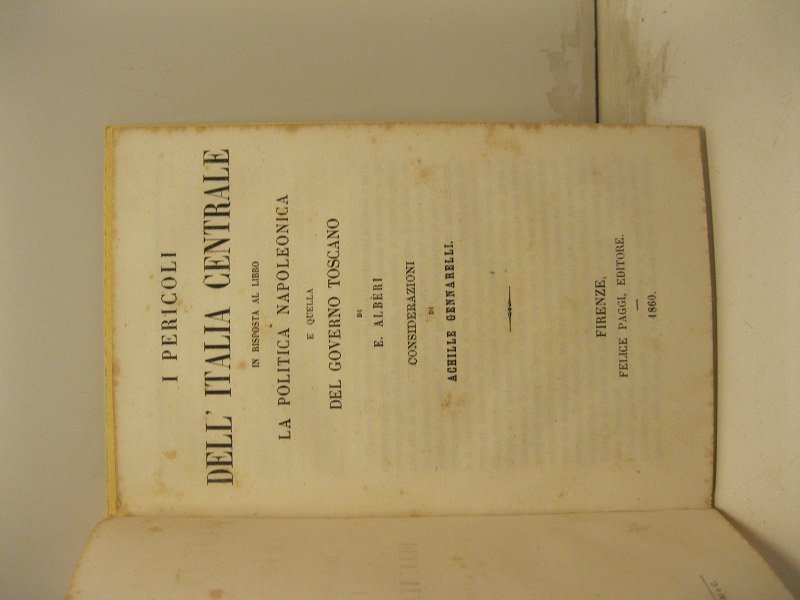 I PERICOLI
DELL' ITALIA CENTRALE
IN RISPOSTA AL LIBRO
LA POLITICA NAPOLEONICA
E QUELLA
DEL GOVERNO TOSCANO
DI
E. ALBÈRI
CONSIDERAZIONI
DI
ACHILLE GENNARELLI.
FIRENZE,
FELICE PAGGI, EDITORE.
1860.